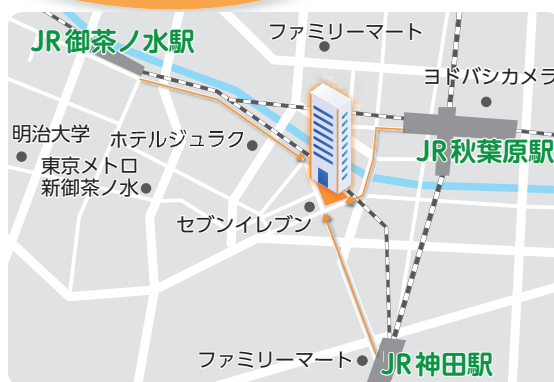 JR御茶ノ水駅
ファミリーマート
ヨドバシカメラ
明治大学
ホテルジュラク
JR秋葉原駅
東京メトロ
新御茶ノ水
セブンイレブン
ファミリーマート
JR神田駅